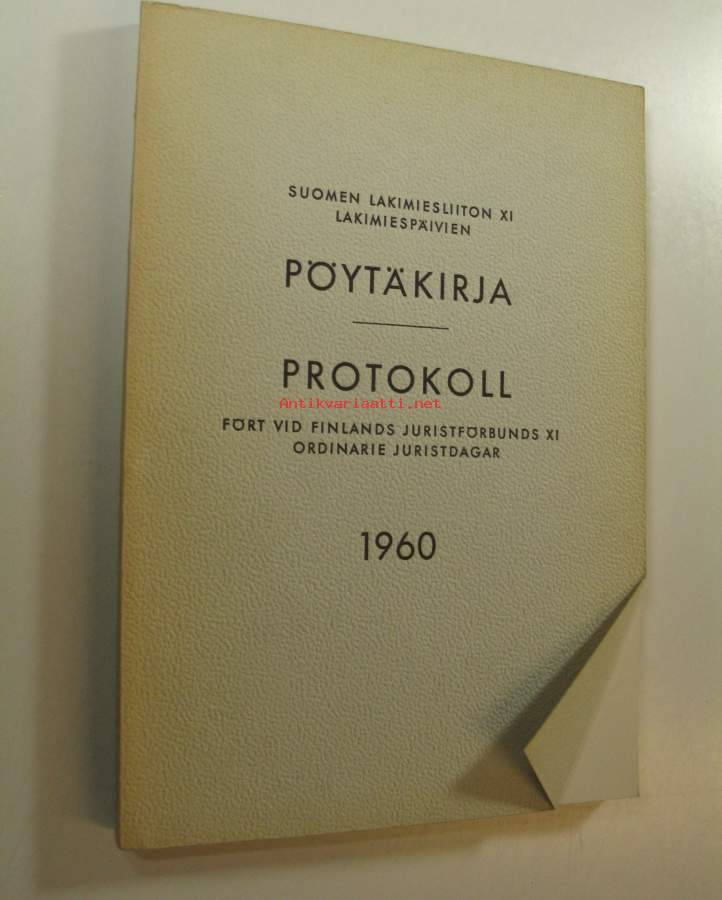 SUOMEN LAKIMIESLIITON XI
LAKIMIESPÄIVIEN
PÖYTÄKIRJA
PROTOKOLL
Antikvariaatti.net
FÖRT VID FINLANDS JURISTFÖRBUNDS XI
ORDINARIE JURISTDAGAR
1960